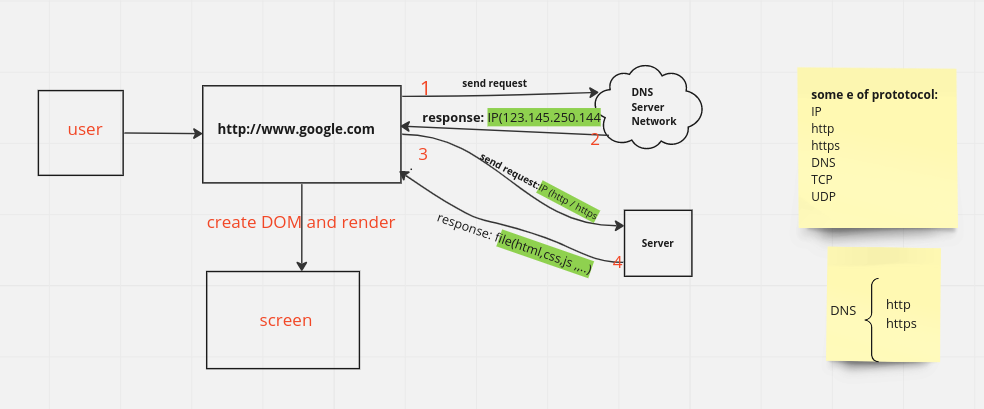 user
http://www.google.com
1
send request
DNS
Server
Network
response: IP(123.145.250.144
2
3
send request:IP (http / https
response: file(html,css,js ,,..)
4
Server
create DOM and render
screen
some e of prototocol:
IP
http
https
DNS
TCP
UDP
DNS
http
https